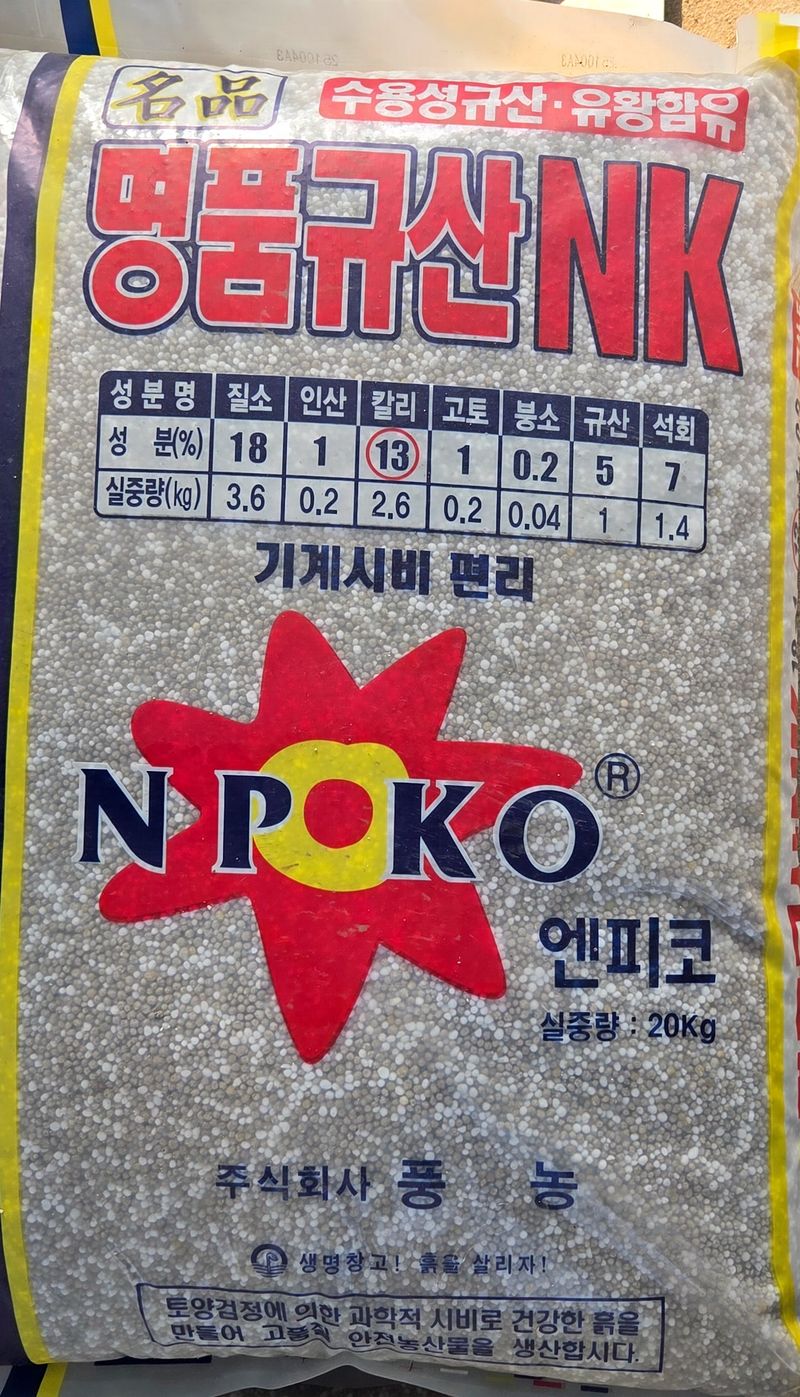 251004A3
名品
수용성규산·유황함유
명품규산NK
성분명 질소 인산 칼리 고토 붕소 규산 석회
성 분(%) 18 1 13 1 0.2 5 7
실중량(kg) 3.6 0.2 2.6 0.2 0.04 1 1.4
기계시비 편리
NPOKO®
엔피코
실중량 : 20Kg
주식회사 풍 농
생명창고! 흙을 살리자!
토양검정에 의한 과학적 시비로 건강한 흙을
만들어 고품질 안전농산물을 생산합시다.